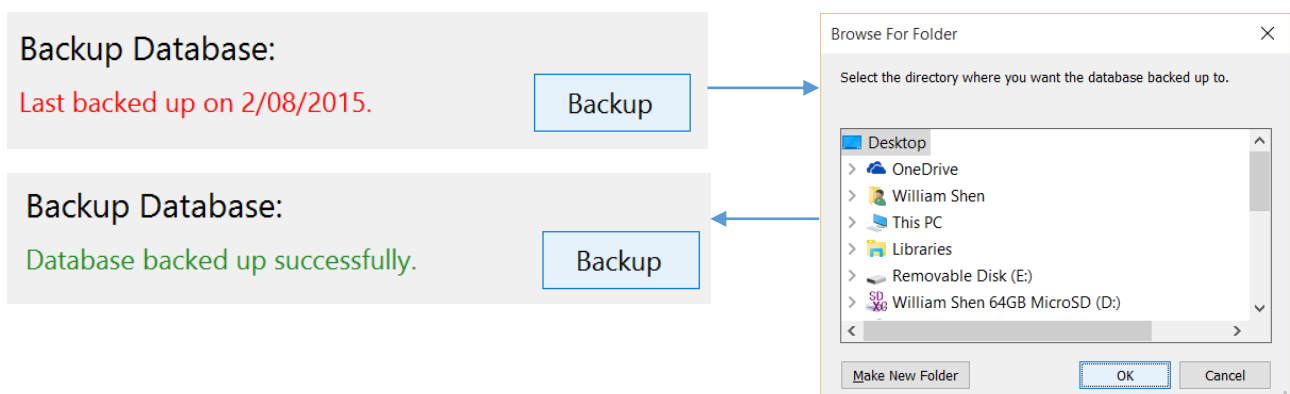 Backup Database:
Last backed up on 2/08/2015.
Backup
Backup Database:
Database backed up successfully.
Backup
Browse For Folder
Select the directory where you want the database backed up to.
Desktop
OneDrive
William Shen
This PC
Libraries
Removable Disk (E:)
SD
XC
William Shen 64GB MicroSD (D:)
Make New Folder
OK
Cancel